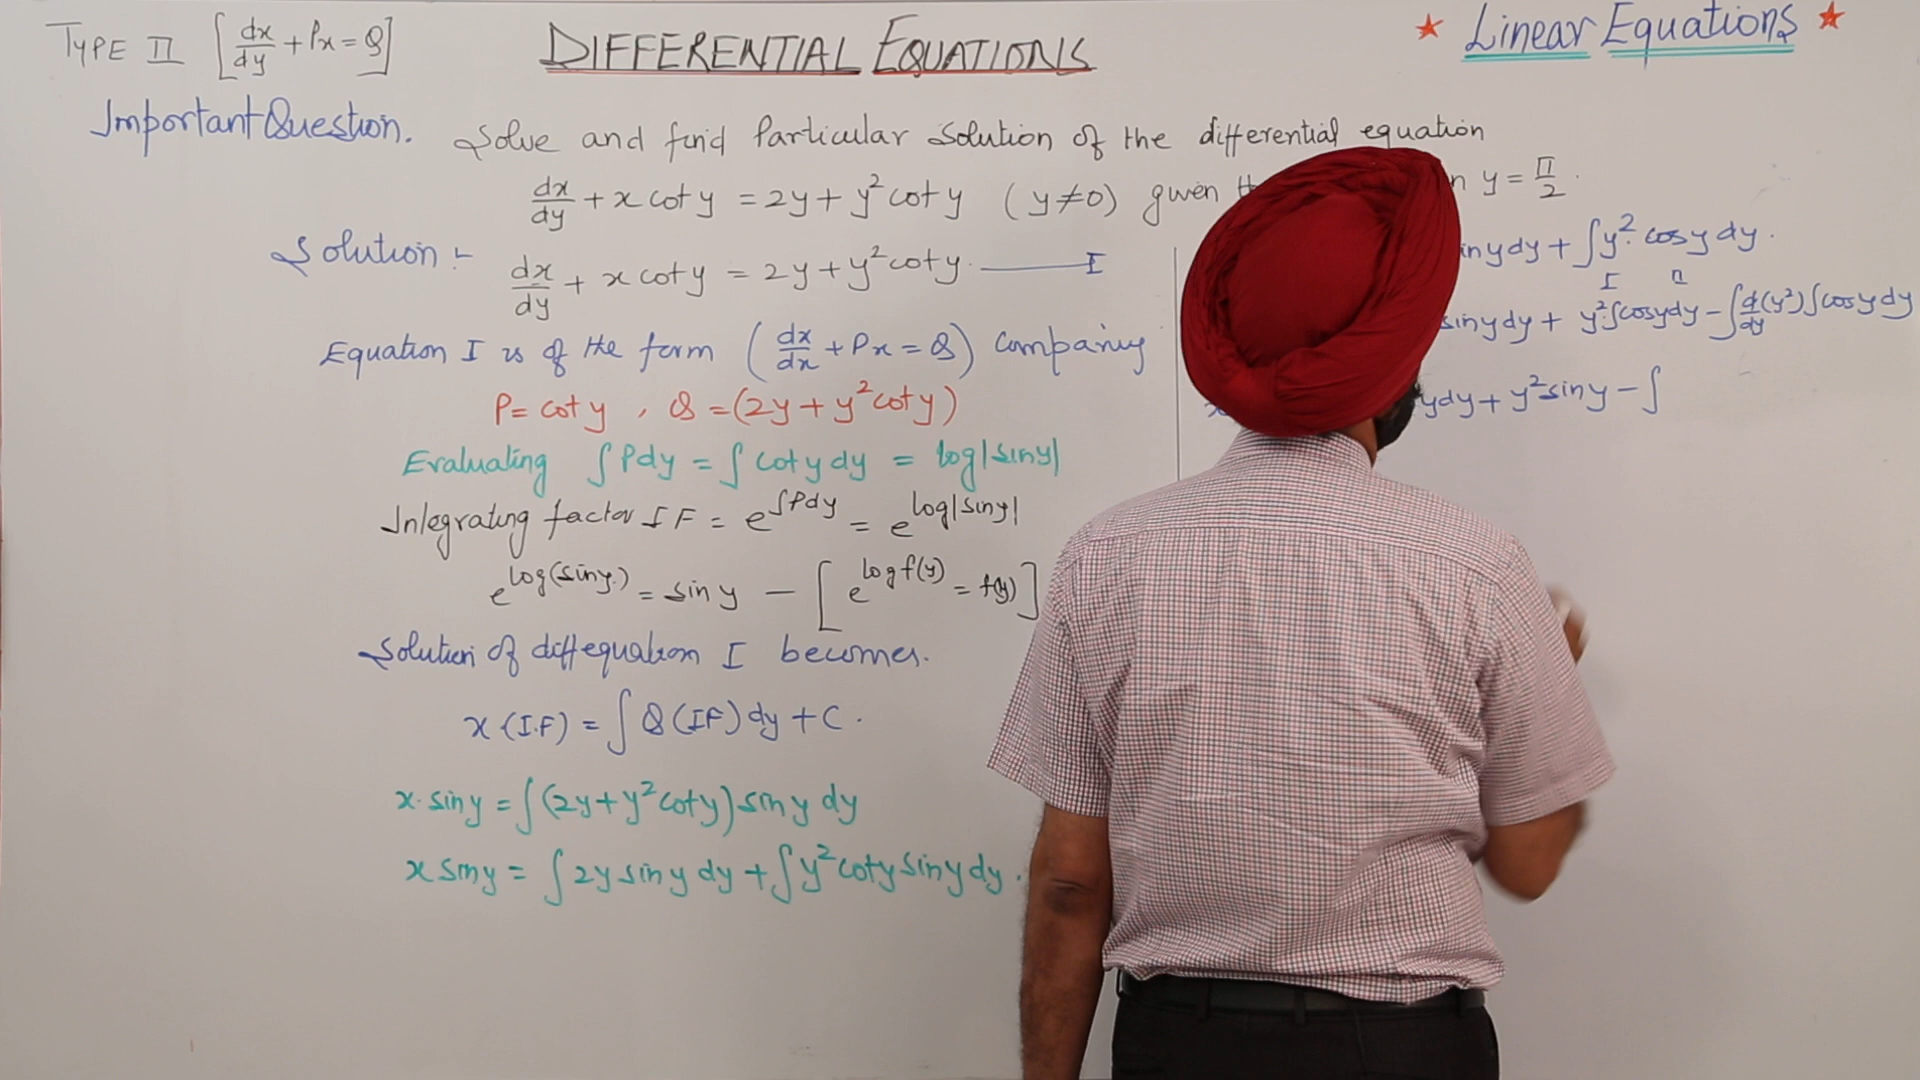 TYPE II [dx/dy + Px = Q]
DIFFERENTIAL EQUATIONS
★ Linear Equations ★
Important Question. Solve and find Particular Solution of the differential equation
dx/dy + x cot y = 2y + y² cot y (y ≠ 0) given y = π/2.
Solution :- dx/dy + x cot y = 2y + y² cot y. —— I
Equation I is of the form (dx/dx + Px = Q) Comparing
P = cot y , Q = (2y + y² cot y)
Evaluating ∫Pdy = ∫cot y dy = log|sin y|
Integrating factor IF = e^∫Pdy = e^log|sin y|
e^log(sin y) = sin y — [e^log f(y) = f(y)]
Solution of diff equation I becomes.
x (I.F) = ∫Q (IF) dy + C.
x. sin y = ∫(2y + y² cot y) sin y dy
x sin y = ∫2y sin y dy + ∫y² cot y sin y dy.
in y dy + ∫y². cos y dy.
I II
sin y dy + y²∫cos y dy − ∫d/dy(y²)∫cos y dy
y dy + y² sin y − ∫